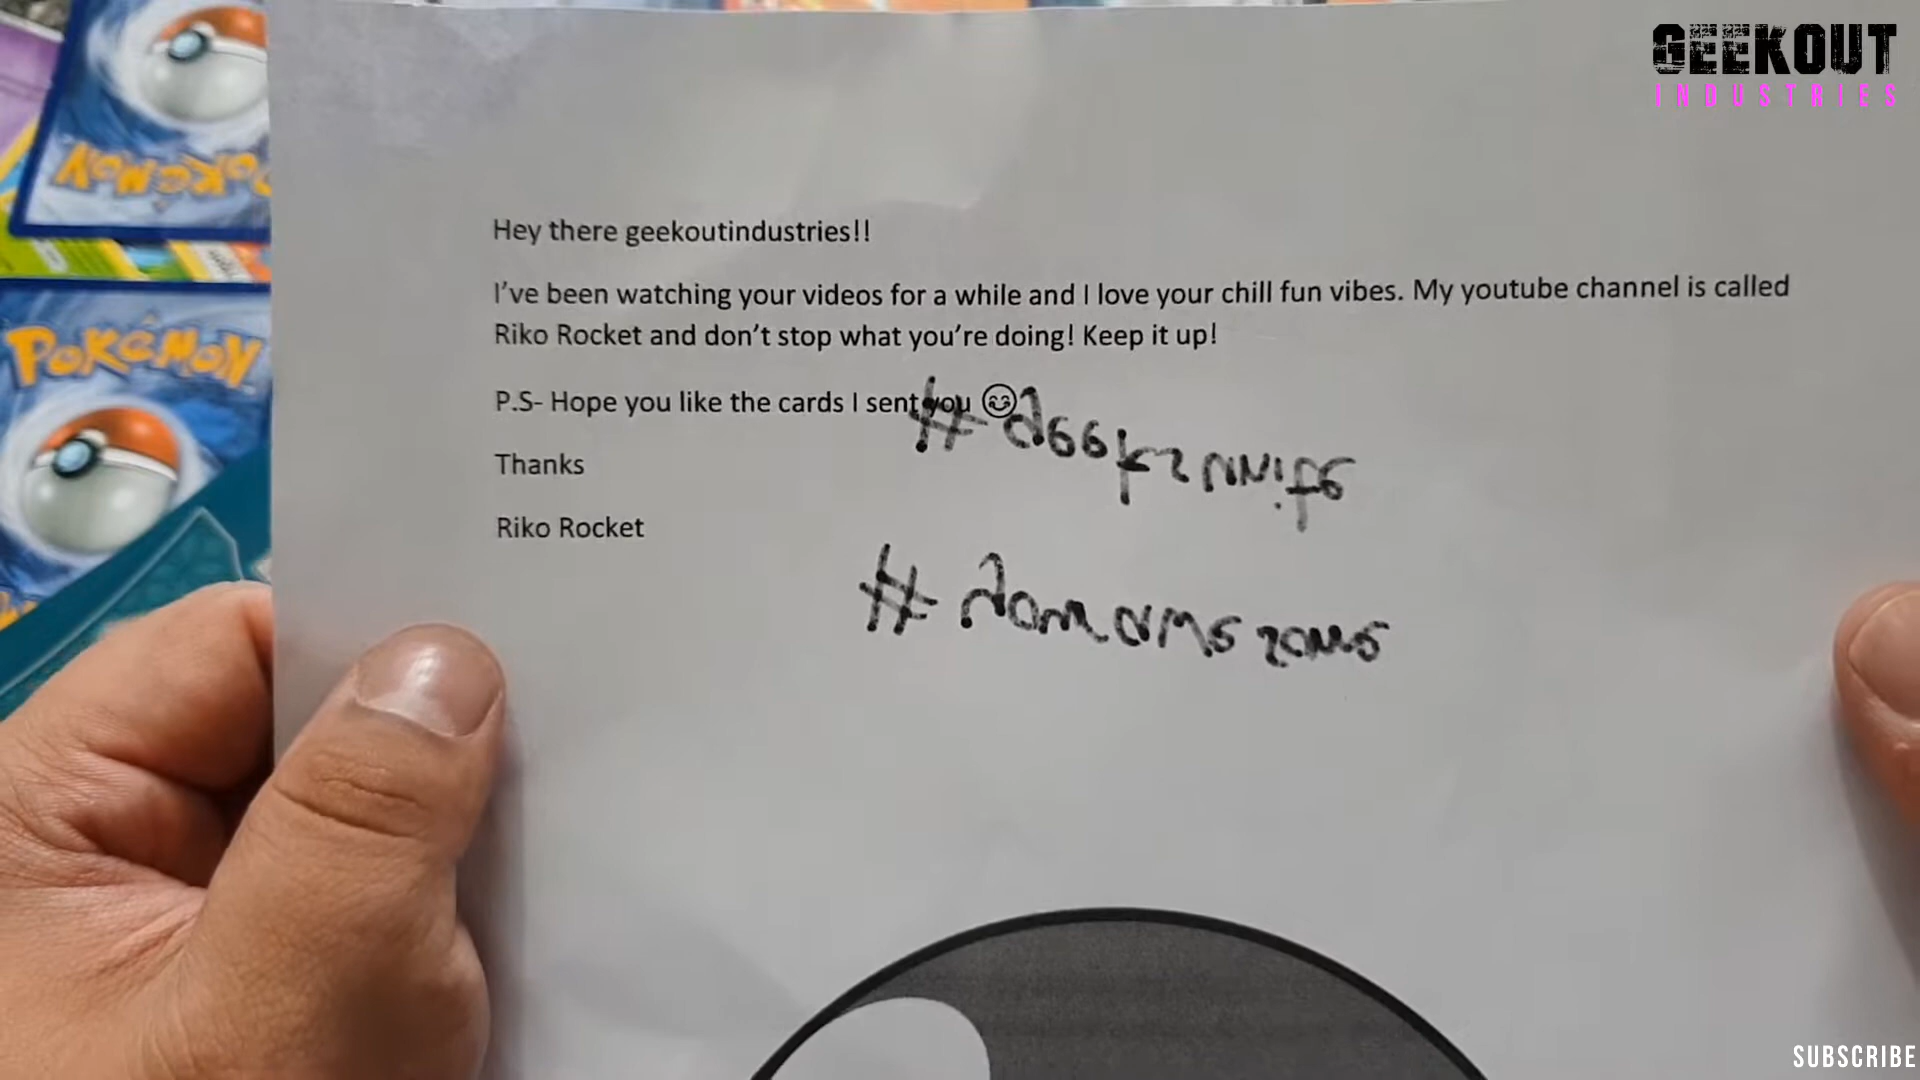 GEEKOUT
INDUSTRIES
POKéMON
Hey there geekoutindustries!!
I've been watching your videos for a while and I love your chill fun vibes. My youtube channel is called
Riko Rocket and don't stop what you're doing! Keep it up!
P.S- Hope you like the cards I sent you 😊
Thanks
Riko Rocket
POKéMON
SUBSCRIBE